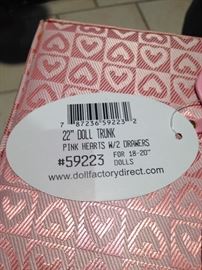 7 87236 59223 2
22" DOLL TRUNK
PINK HEARTS W/2 DRAWERS
#59223 FOR 18-20" DOLLS
www.dollfactorydirect.com